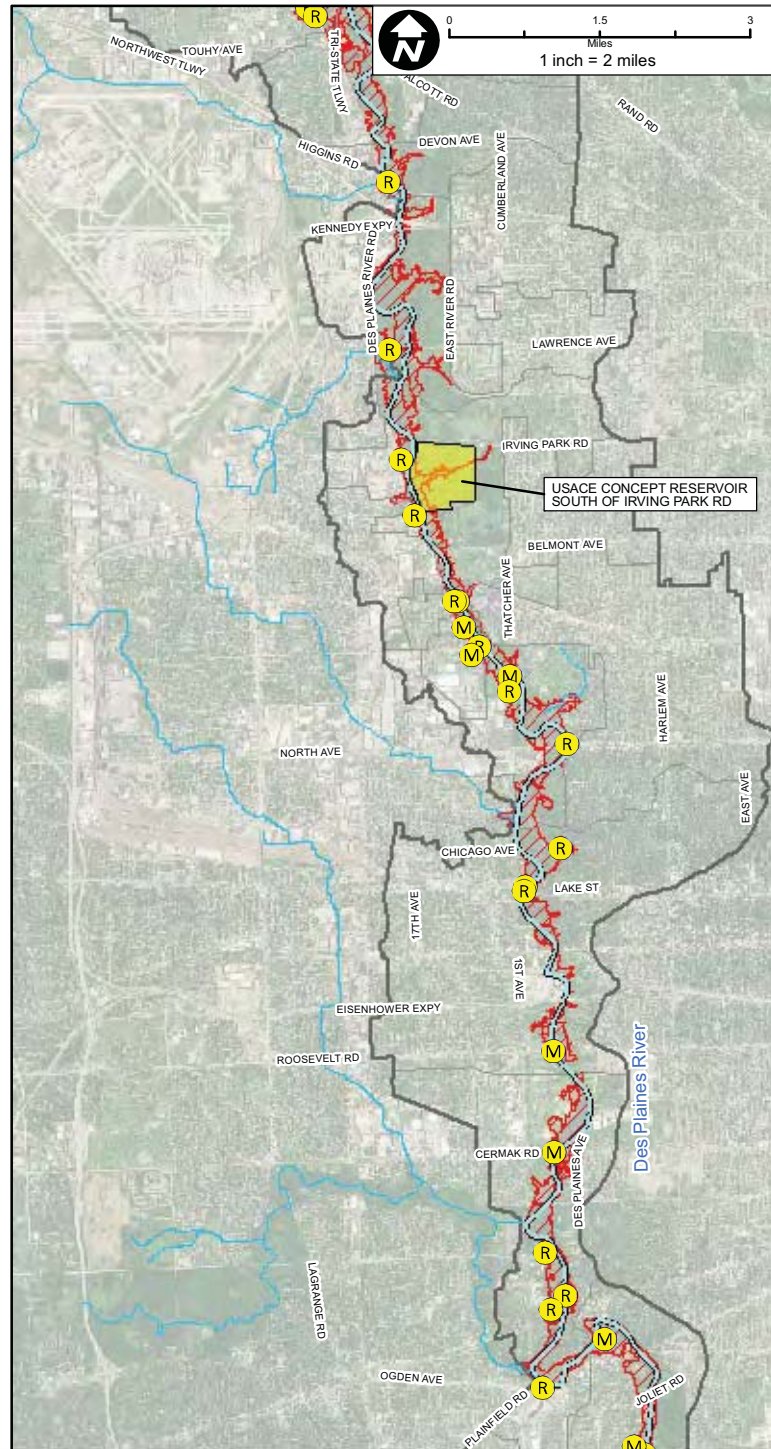 R
0 1.5 3
Miles
1 inch = 2 miles
N
TOUHY AVE
NORTHWEST TLWY
TRI-STATE TLWY
ALCOTT RD
RAND RD
DEVON AVE
HIGGINS RD
CUMBERLAND AVE
R
KENNEDY EXPY
DES PLAINES RIVER RD
EAST RIVER RD
LAWRENCE AVE
R
IRVING PARK RD
R
USACE CONCEPT RESERVOIR
SOUTH OF IRVING PARK RD
R
BELMONT AVE
THATCHER AVE
R
M
R
M
M
R
HARLEM AVE
R
NORTH AVE
EAST AVE
CHICAGO AVE
R
LAKE ST
R
17TH AVE
1ST AVE
EISENHOWER EXPY
ROOSEVELT RD
M
Des Plaines River
CERMAK RD
M
DES PLAINES AVE
R
LAGRANGE RD
R
R
M
OGDEN AVE
R
PLAINFIELD RD
JOLIET RD
M